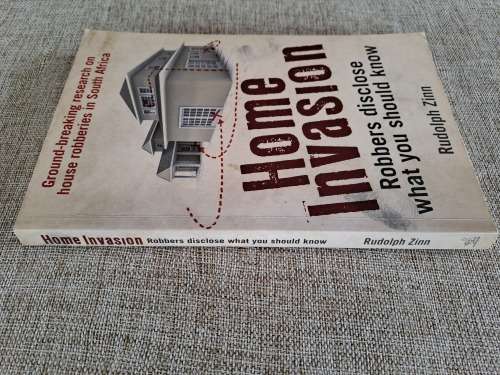 Ground-breaking research on
house robberies in South Africa
Home
Invasion
Robbers disclose
what you should know
Rudolph Zinn
Home Invasion Robbers disclose what you should know Rudolph Zinn